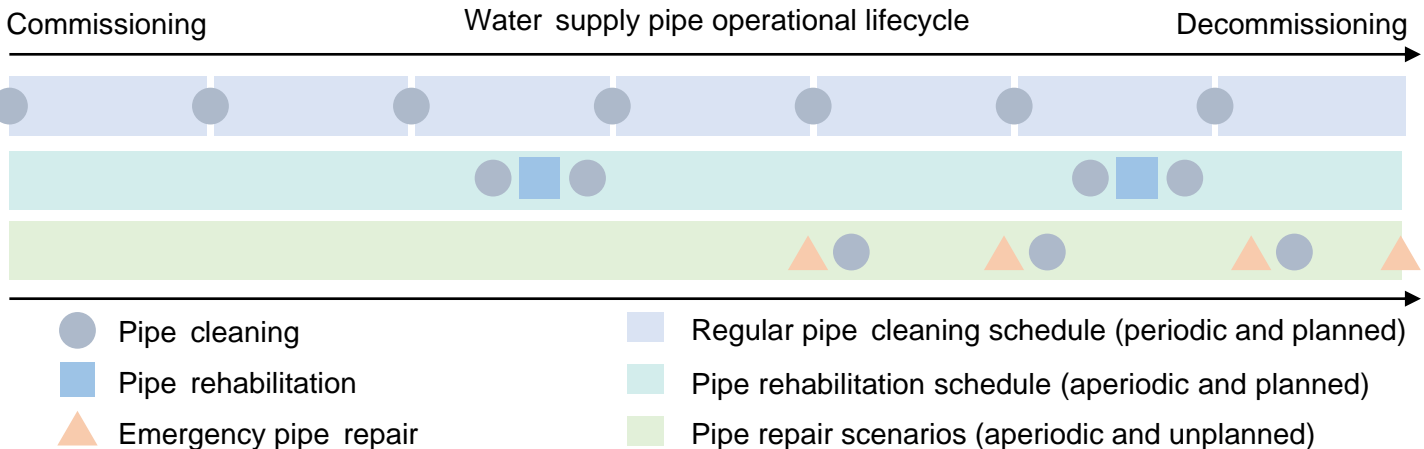 Commissioning Water supply pipe operational lifecycle Decommissioning
Pipe cleaning
Pipe rehabilitation
Emergency pipe repair
Regular pipe cleaning schedule (periodic and planned)
Pipe rehabilitation schedule (aperiodic and planned)
Pipe repair scenarios (aperiodic and unplanned)